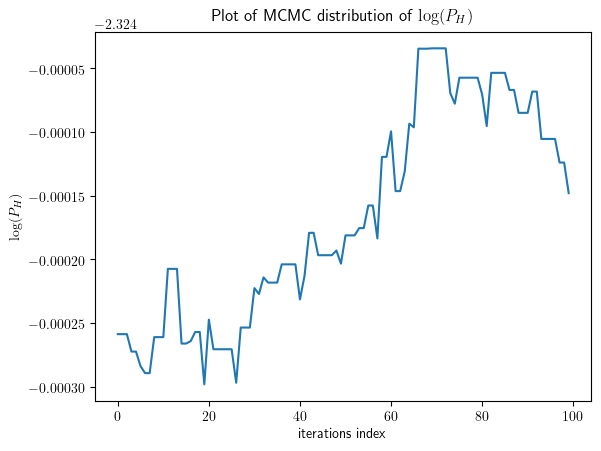 Plot of MCMC distribution of log(P_H)
−2.324
−0.00005
−0.00010
−0.00015
−0.00020
−0.00025
−0.00030
log(P_H)
0 20 40 60 80 100
iterations index